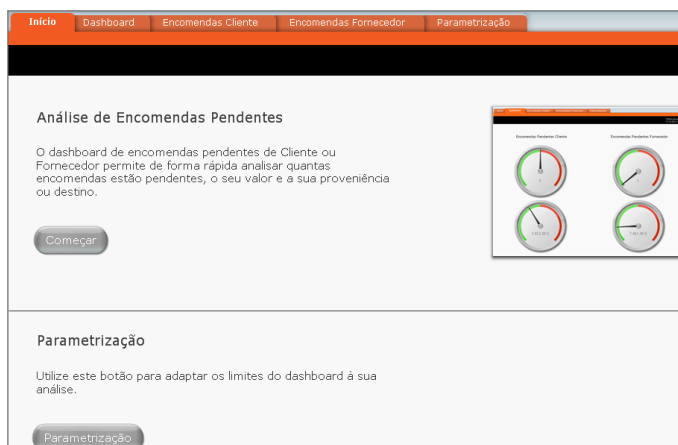 Início Dashboard Encomendas Cliente Encomendas Fornecedor Parametrização
Análise de Encomendas Pendentes
O dashboard de encomendas pendentes de Cliente ou
Fornecedor permite de forma rápida analisar quantas
encomendas estão pendentes, o seu valor e a sua proveniência
ou destino.
Encomendas Pendentes Cliente Encomendas Pendentes Fornecedor
Começar
Parametrização
Utilize este botão para adaptar os limites do dashboard à sua
análise.
Parametrização